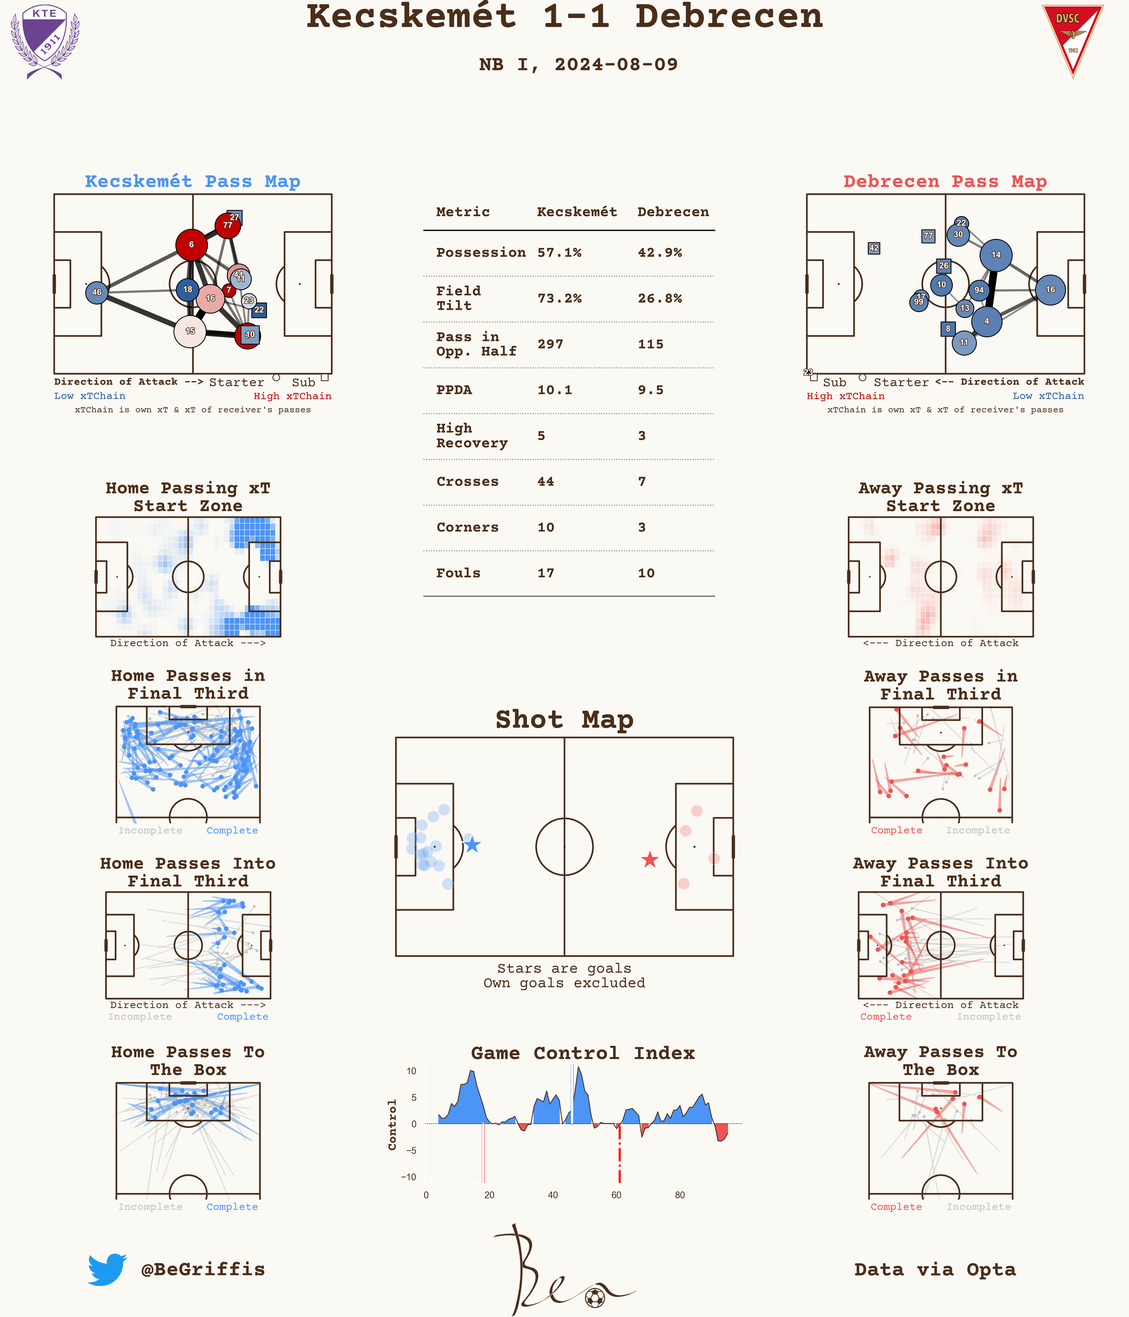 KTE
1911
Kecskemét 1-1 Debrecen
NB I, 2024-08-09
DVSC
1902
Kecskemét Pass Map
27
77
6
11
7
46
18
16
23
22
15
10
Direction of Attack --> Starter Sub
Low xTChain High xTChain
xTChain is own xT & xT of receiver's passes
Metric Kecskemét Debrecen
Possession 57.1% 42.9%
Field
Tilt 73.2% 26.8%
Pass in
Opp. Half 297 115
PPDA 10.1 9.5
High
Recovery 5 3
Crosses 44 7
Corners 10 3
Fouls 17 10
Debrecen Pass Map
22
77
30
42
14
26
10
94
16
99
13
4
8
11
23
Sub Starter <-- Direction of Attack
High xTChain Low xTChain
xTChain is own xT & xT of receiver's passes
Home Passing xT
Start Zone
Direction of Attack --->
Away Passing xT
Start Zone
<--- Direction of Attack
Home Passes in
Final Third
Incomplete Complete
Shot Map
Stars are goals
Own goals excluded
Away Passes in
Final Third
Complete Incomplete
Home Passes Into
Final Third
Direction of Attack --->
Incomplete Complete
Away Passes Into
Final Third
<--- Direction of Attack
Complete Incomplete
Home Passes To
The Box
Incomplete Complete
Game Control Index
Control
10
5
0
−5
−10
0 20 40 60 80
Away Passes To
The Box
Complete Incomplete
@BeGriffis
Bea
Data via Opta